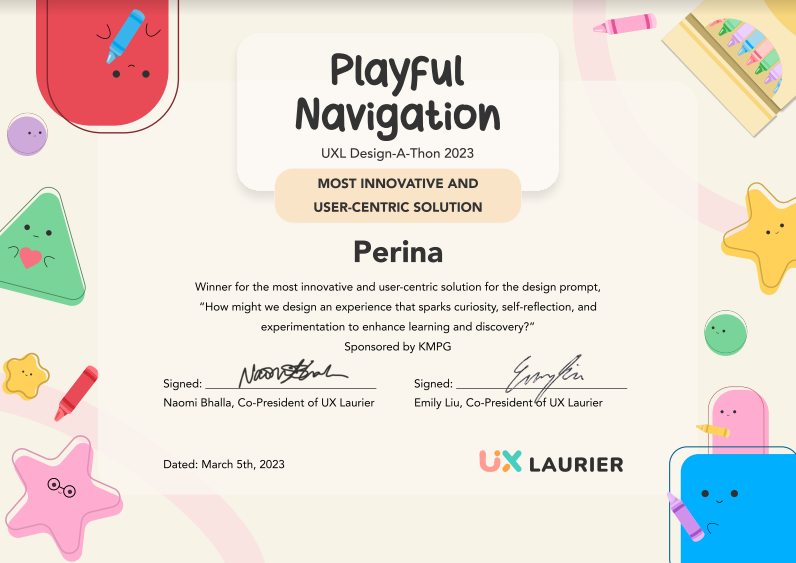 Playful
Navigation
UXL Design-A-Thon 2023
MOST INNOVATIVE AND
USER-CENTRIC SOLUTION
Perina
Winner for the most innovative and user-centric solution for the design prompt,
“How might we design an experience that sparks curiosity, self-reflection, and
experimentation to enhance learning and discovery?”
Sponsored by KMPG
Signed: Signed:
Naomi Bhalla, Co-President of UX Laurier Emily Liu, Co-President of UX Laurier
Dated: March 5th, 2023 UX LAURIER